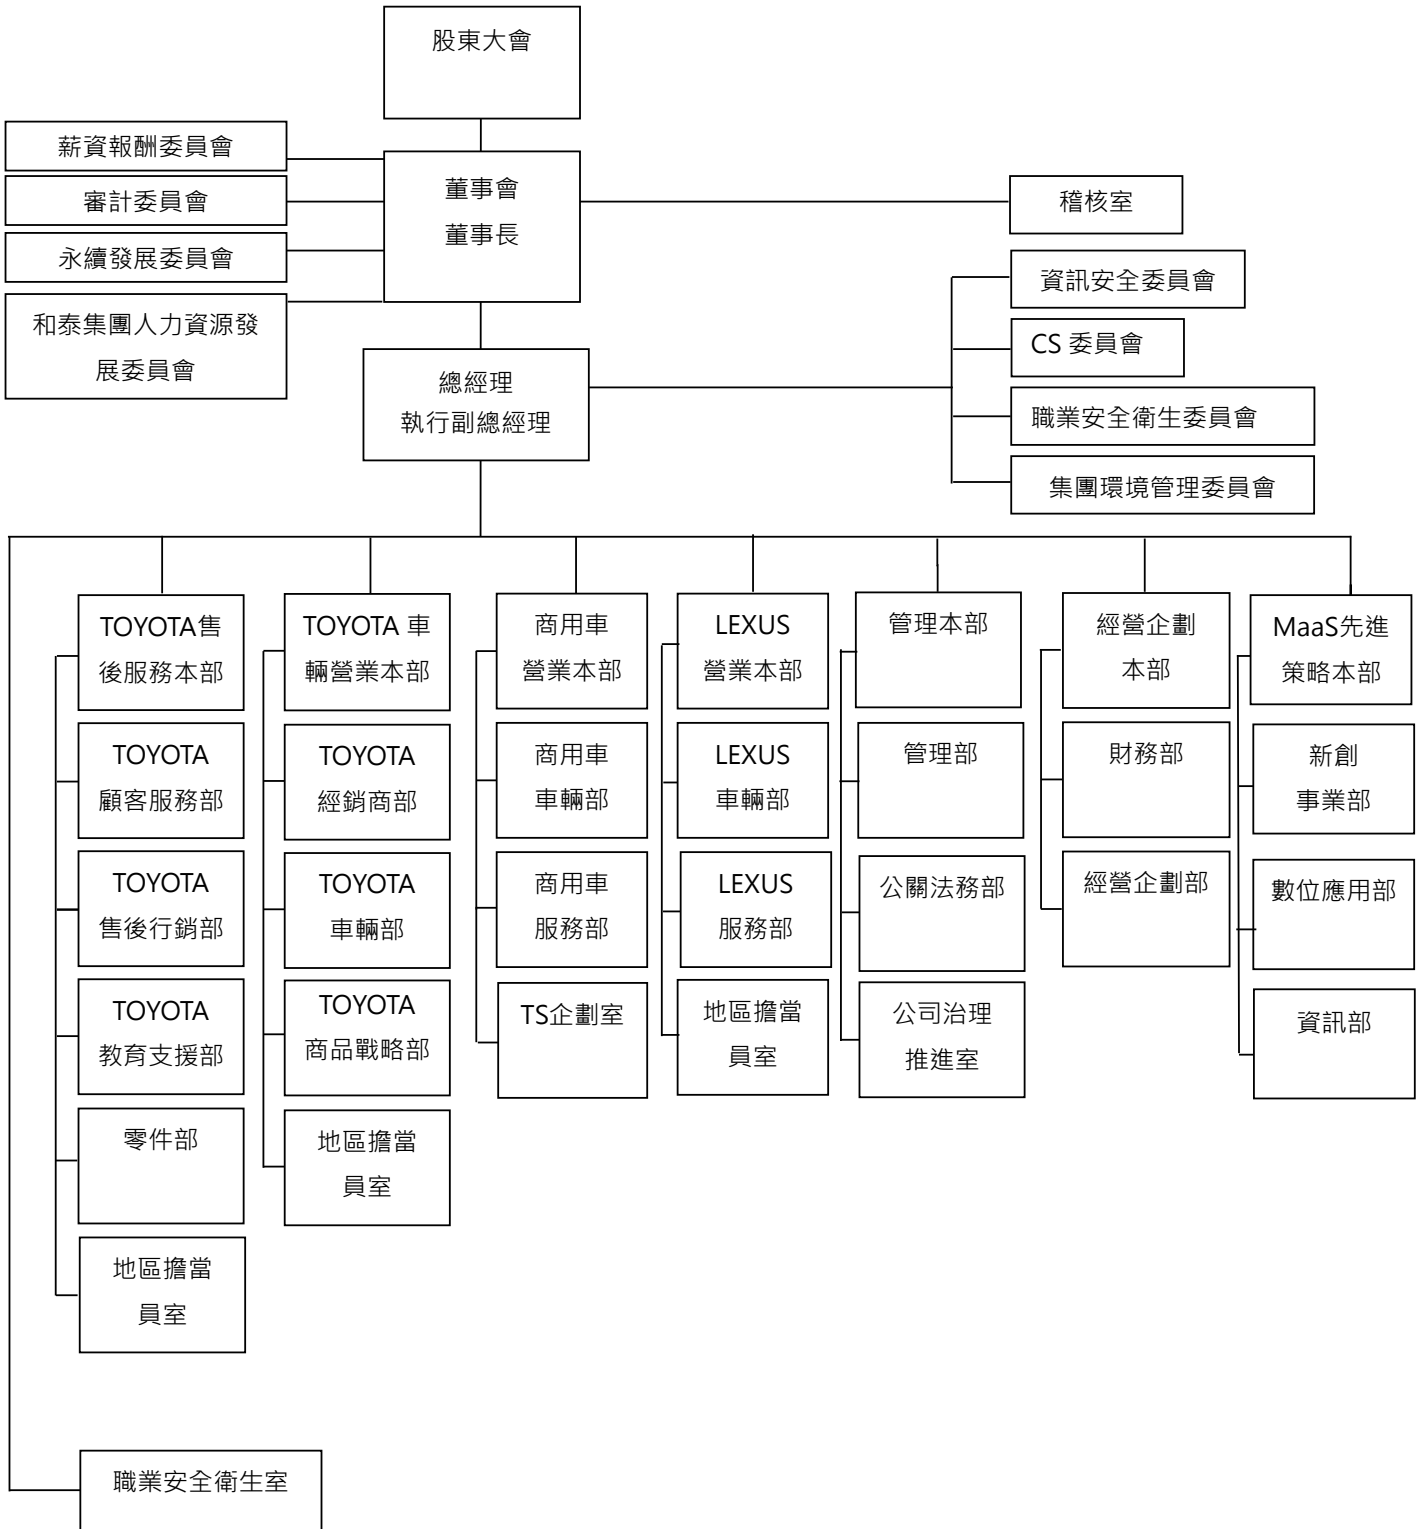 股東大會
薪資報酬委員會
審計委員會
永續發展委員會
和泰集團人力資源發
展委員會
董事會
董事長
稽核室
總經理
執行副總經理
資訊安全委員會
CS 委員會
職業安全衛生委員會
集團環境管理委員會
TOYOTA售
後服務本部
TOYOTA
顧客服務部
TOYOTA
售後行銷部
TOYOTA
教育支援部
零件部
地區擔當
員室
TOYOTA 車
輛營業本部
TOYOTA
經銷商部
TOYOTA
車輛部
TOYOTA
商品戰略部
地區擔當
員室
商用車
營業本部
商用車
車輛部
商用車
服務部
TS企劃室
LEXUS
營業本部
LEXUS
車輛部
LEXUS
服務部
地區擔當
員室
管理本部
管理部
公關法務部
公司治理
推進室
經營企劃
本部
財務部
經營企劃部
MaaS先進
策略本部
新創
事業部
數位應用部
資訊部
職業安全衛生室